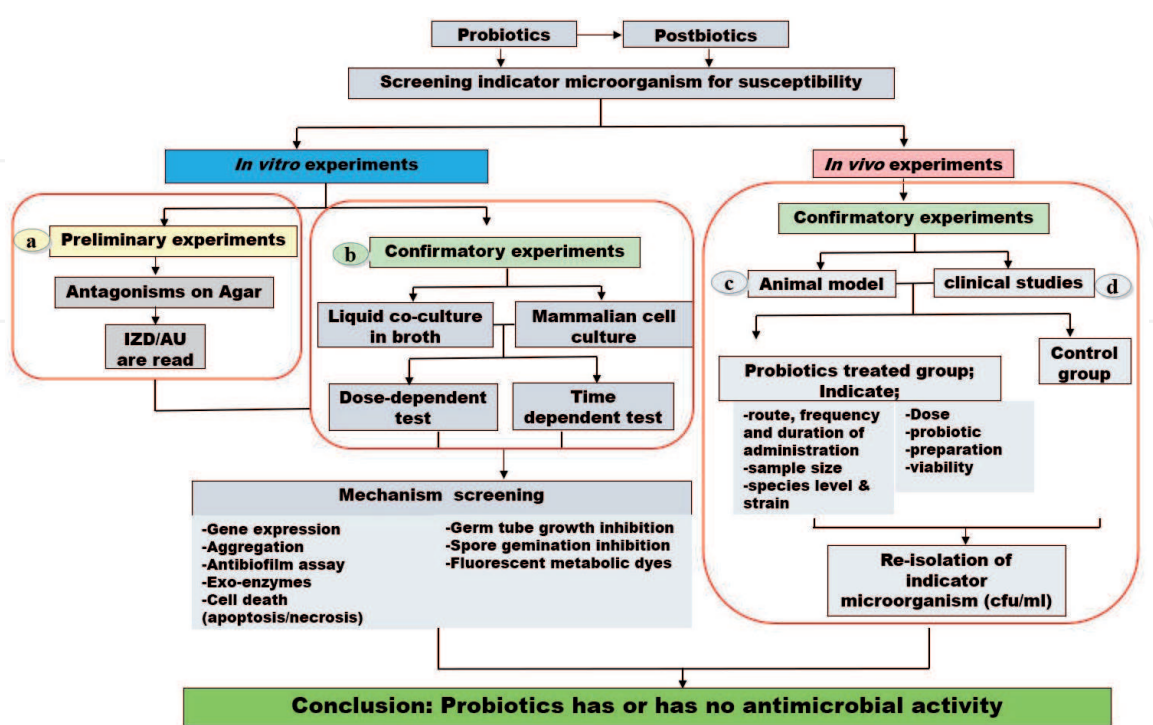 Probiotics
Postbiotics
Screening indicator microorganism for susceptibility
In vitro experiments
In vivo experiments
a
Preliminary experiments
Antagonisms on Agar
IZD/AU
are read
b
Confirmatory experiments
Liquid co-culture
in broth
Mammalian cell
culture
Dose-dependent
test
Time
dependent test
Mechanism screening
-Gene expression
-Aggregation
-Antibiofilm assay
-Exo-enzymes
-Cell death
(apoptosis/necrosis)
-Germ tube growth inhibition
-Spore gemination inhibition
-Fluorescent metabolic dyes
Confirmatory experiments
c
Animal model
clinical studies
d
Probiotics treated group;
Indicate;
-route, frequency
and duration of
administration
-sample size
-species level &
strain
-Dose
-probiotic
-preparation
-viability
Control
group
Re-isolation of
indicator
microorganism (cfu/ml)
Conclusion: Probiotics has or has no antimicrobial activity